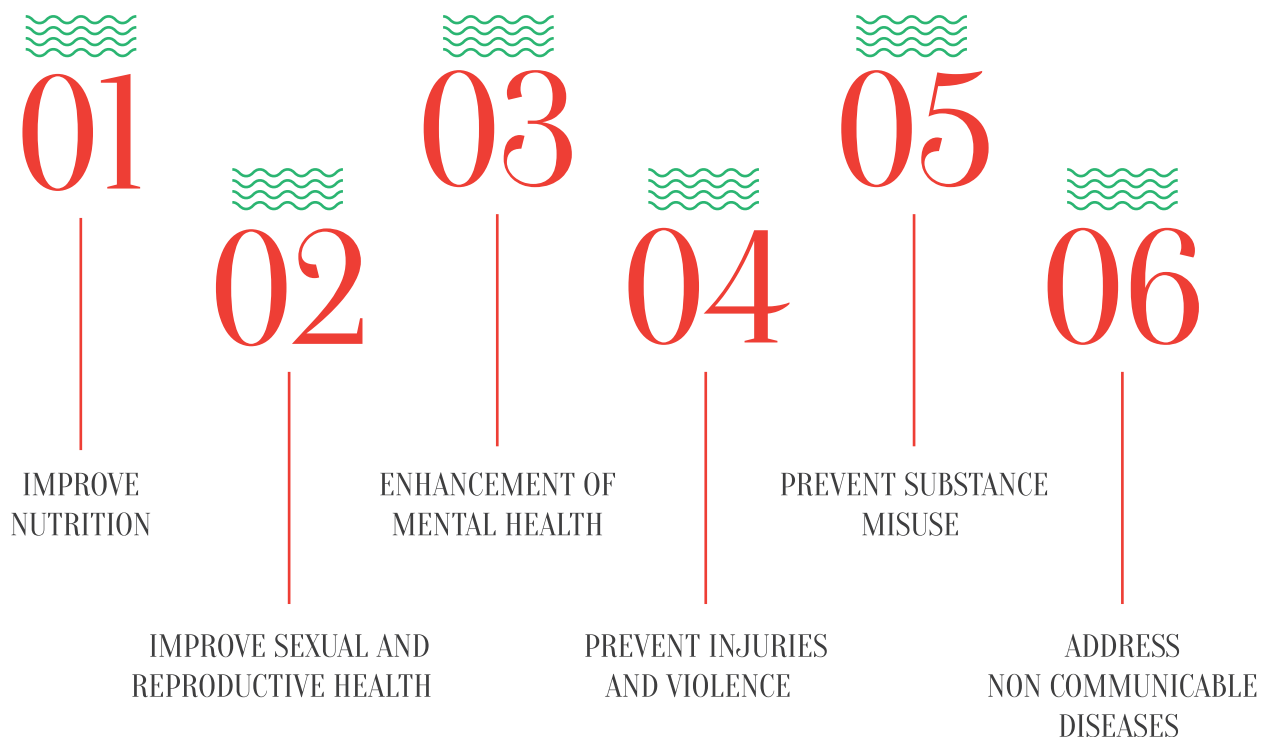 01
IMPROVE
NUTRITION
02
IMPROVE SEXUAL AND
REPRODUCTIVE HEALTH
03
ENHANCEMENT OF
MENTAL HEALTH
04
PREVENT INJURIES
AND VIOLENCE
05
PREVENT SUBSTANCE
MISUSE
06
ADDRESS
NON COMMUNICABLE
DISEASES